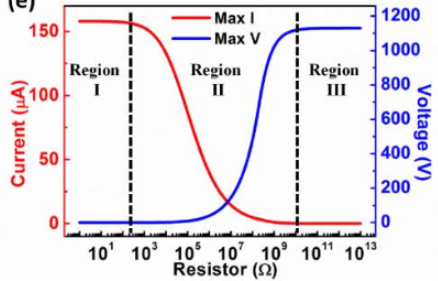 (e)
Max I
Max V
Region
I
Region
II
Region
III
Current (μA)
150
100
50
0
Voltage (V)
1200
1000
800
600
400
200
0
10¹ 10³ 10⁵ 10⁷ 10⁹ 10¹¹ 10¹³
Resistor (Ω)